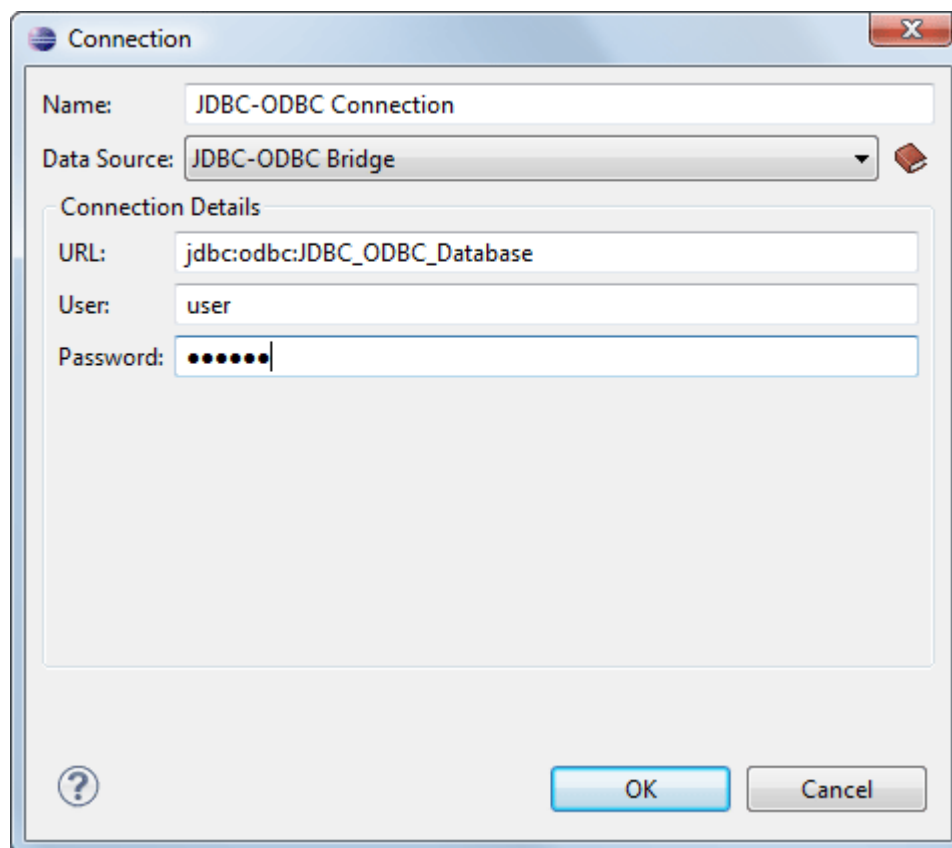 Connection
Name: JDBC-ODBC Connection
Data Source: JDBC-ODBC Bridge
Connection Details
URL: jdbc:odbc:JDBC_ODBC_Database
User: user
Password: ●●●●●●
? OK Cancel